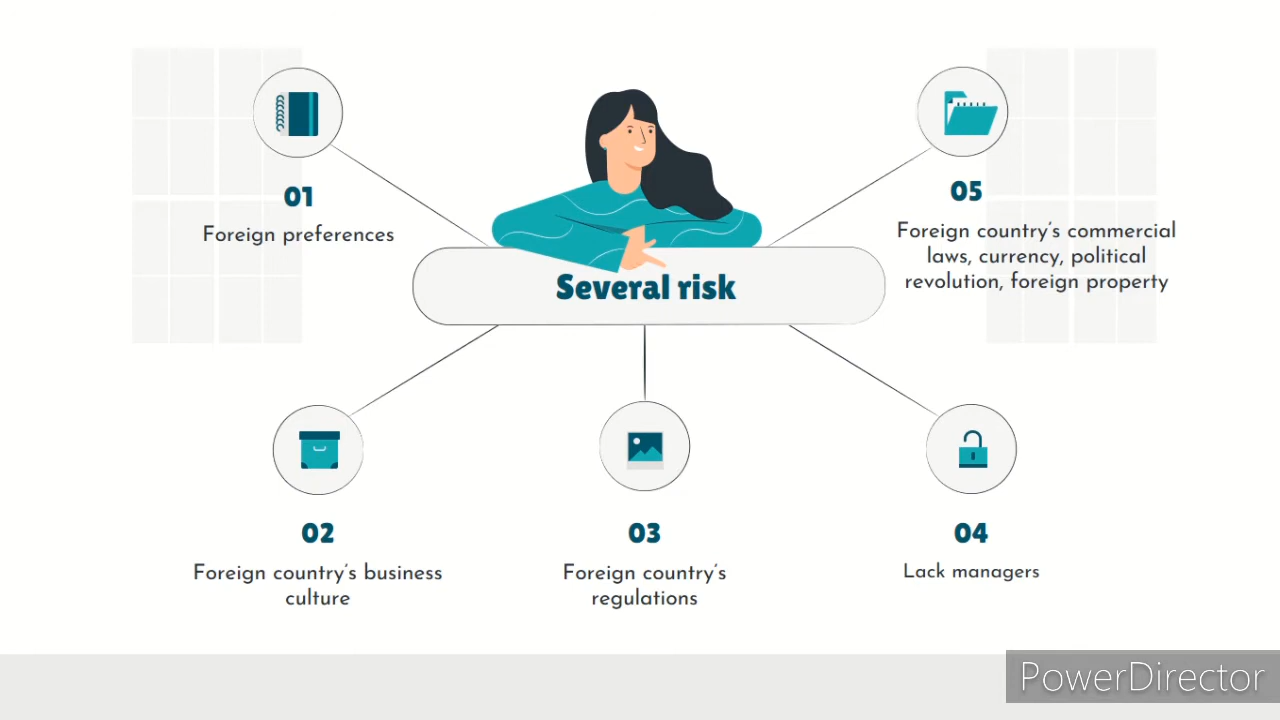 Several risk
01
Foreign preferences
02
Foreign country's business
culture
03
Foreign country's
regulations
04
Lack managers
05
Foreign country's commercial
laws, currency, political
revolution, foreign property
PowerDirector